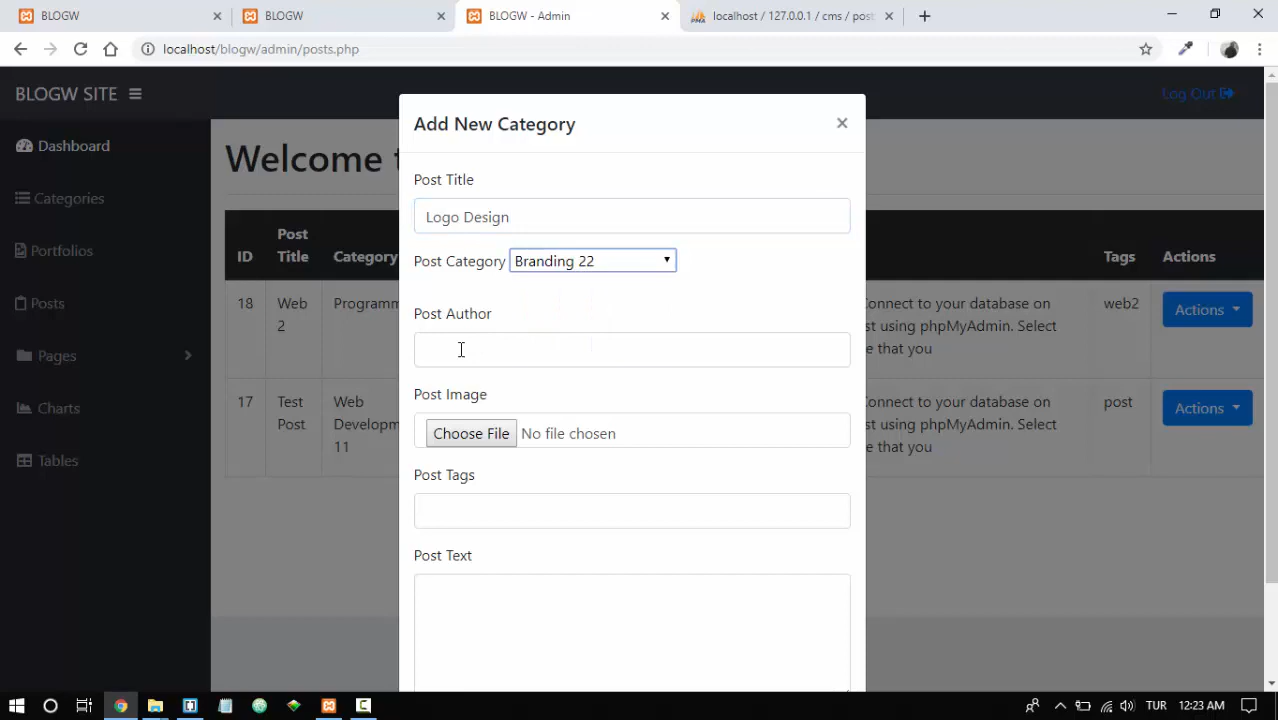 BLOGW
BLOGW
BLOGW - Admin
localhost / 127.0.0.1 / cms / post
localhost/blogw/admin/posts.php
BLOGW SITE
Log Out
Dashboard
Categories
Portfolios
Posts
Pages
Charts
Tables
Welcome t
ID
Post
Title
Category
Tags
Actions
18
Web
2
Programm
Connect to your database on
st using phpMyAdmin. Select
e that you
web2
Actions
17
Test
Post
Web
Developm
11
Connect to your database on
st using phpMyAdmin. Select
e that you
post
Actions
Add New Category
Post Title
Logo Design
Post Category
Branding 22
Post Author
Post Image
Choose File No file chosen
Post Tags
Post Text
TUR
12:23 AM